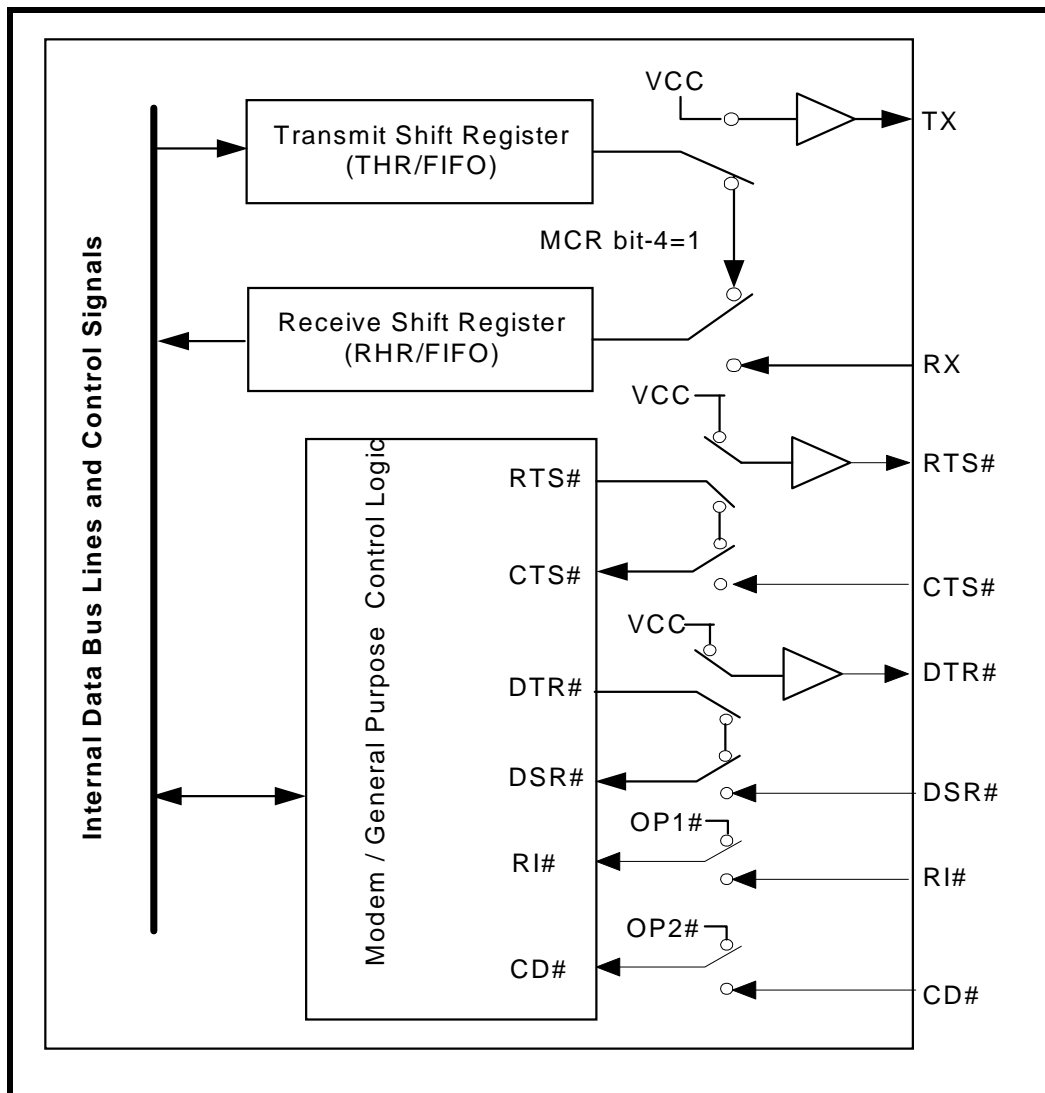 VCC
TX
Transmit Shift Register
(THR/FIFO)
MCR bit-4=1
Receive Shift Register
(RHR/FIFO)
RX
VCC
RTS#
RTS#
CTS#
CTS#
VCC
DTR#
DTR#
DSR#
DSR#
OP1#
RI#
RI#
OP2#
CD#
CD#
Internal Data Bus Lines and Control Signals
Modem / General Purpose Control Logic